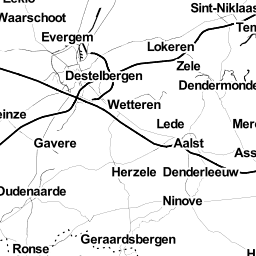 Sint-Niklaas
Waarschoot
Evergem
Lokeren
Zele
Destelbergen
Dendermonde
Wetteren
Lede
Aalst
Gavere
Herzele
Denderleeuw
Oudenaarde
Ninove
Geraardsbergen
Ronse